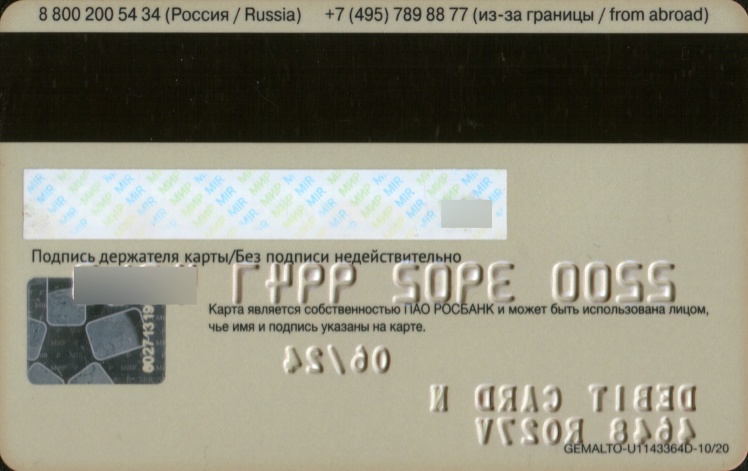 8 800 200 54 34 (Россия / Russia) +7 (495) 789 88 77 (из-за границы / from abroad)
Подпись держателя карты/Без подписи недействительно
Карта является собственностью ПАО РОСБАНК и может быть использована лицом,
чье имя и подпись указаны на карте.
06/24
DEBIT CARD N
4648 R027V
GEMALTO-U1143364D-10/20